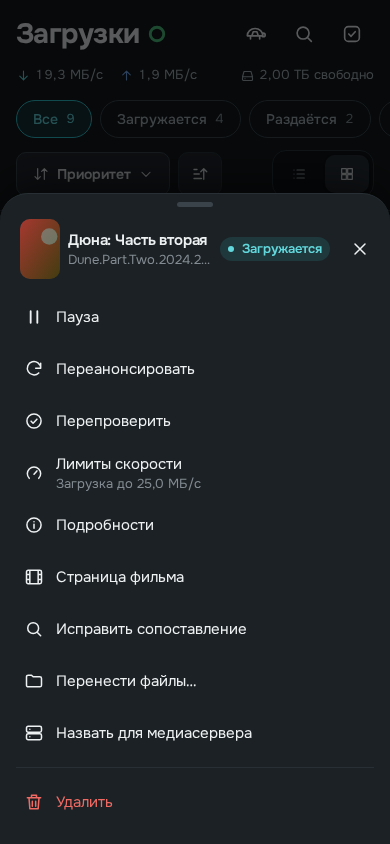 Загрузки
19,3 МБ/с
1,9 МБ/с
2,00 ТБ свободно
Все 9
Загружается 4
Раздаётся 2
Приоритет
Дюна: Часть вторая
Dune.Part.Two.2024.2...
Загружается
Пауза
Переанонсировать
Перепроверить
Лимиты скорости
Загрузка до 25,0 МБ/с
Подробности
Страница фильма
Исправить сопоставление
Перенести файлы...
Назвать для медиасервера
Удалить